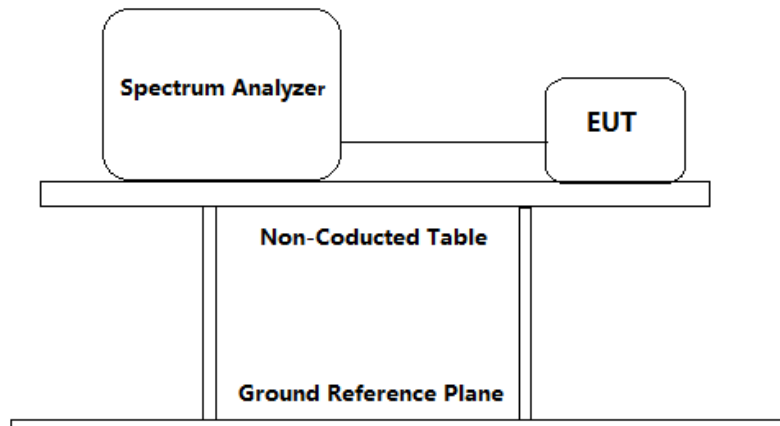 Spectrum Analyzer
EUT
Non-Coducted Table
Ground Reference Plane